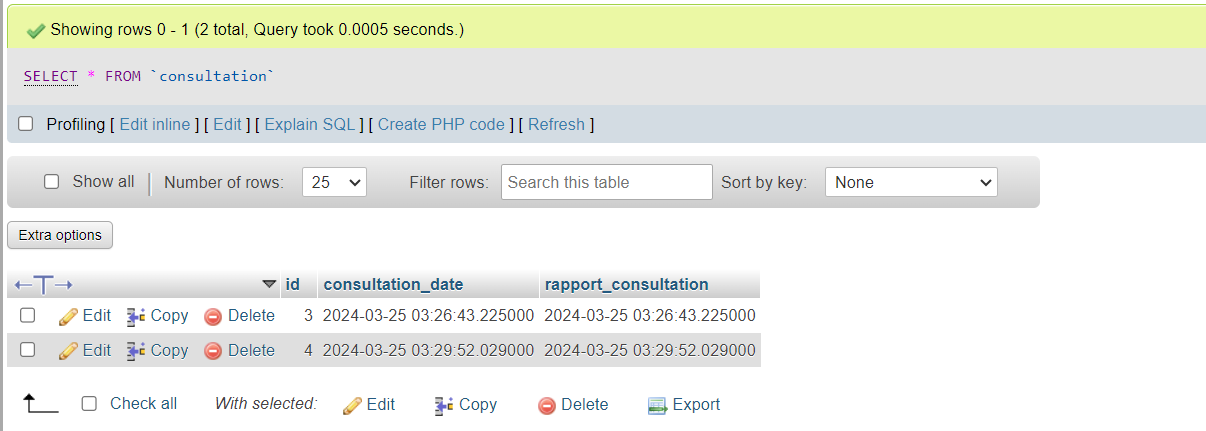 Showing rows 0 - 1 (2 total, Query took 0.0005 seconds.)
SELECT * FROM `consultation`
Profiling [ Edit inline ] [ Edit ] [ Explain SQL ] [ Create PHP code ] [ Refresh ]
Show all Number of rows: 25 Filter rows: Search this table Sort by key: None
Extra options
id consultation_date rapport_consultation
Edit Copy Delete 3 2024-03-25 03:26:43.225000 2024-03-25 03:26:43.225000
Edit Copy Delete 4 2024-03-25 03:29:52.029000 2024-03-25 03:29:52.029000
Check all With selected: Edit Copy Delete Export